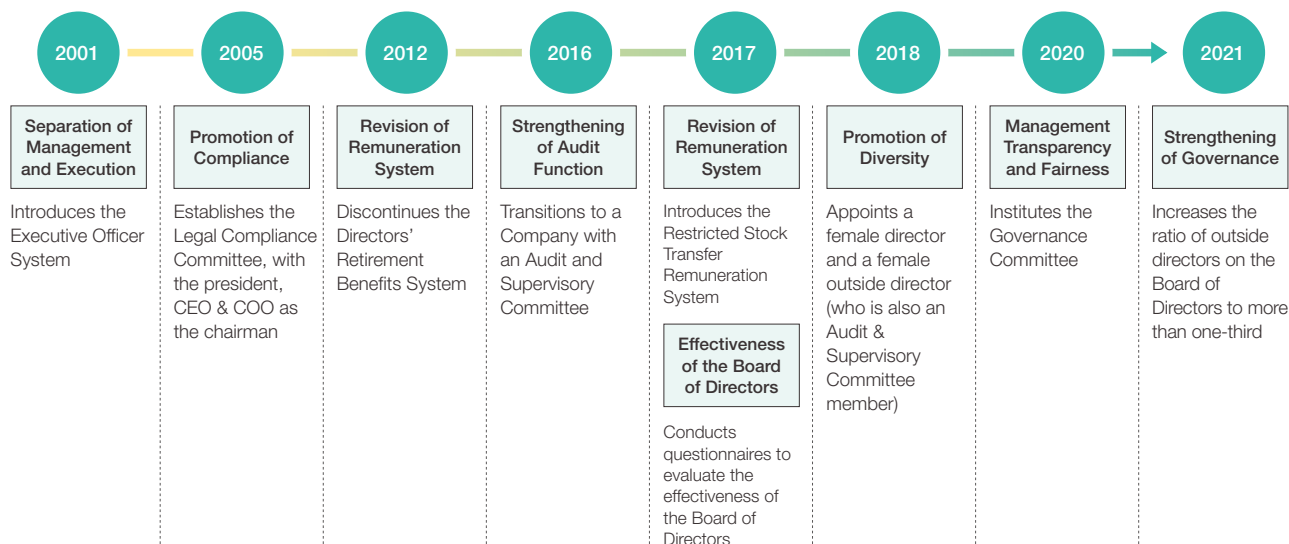 2001
2005
2012
2016
2017
2018
2020
2021
Separation of
Management
and Execution
Introduces the
Executive Officer
System
Promotion of
Compliance
Establishes the
Legal Compliance
Committee, with
the president,
CEO & COO as
the chairman
Revision of
Remuneration
System
Discontinues the
Directors’
Retirement
Benefits System
Strengthening
of Audit
Function
Transitions to a
Company with
an Audit and
Supervisory
Committee
Revision of
Remuneration
System
Introduces the
Restricted Stock
Transfer
Remuneration
System
Effectiveness
of the Board
of Directors
Conducts
questionnaires to
evaluate the
effectiveness of
the Board of
Directors
Promotion of
Diversity
Appoints a
female director
and a female
outside director
(who is also an
Audit &
Supervisory
Committee
member)
Management
Transparency
and Fairness
Institutes the
Governance
Committee
Strengthening
of Governance
Increases the
ratio of outside
directors on the
Board of
Directors to more
than one-third